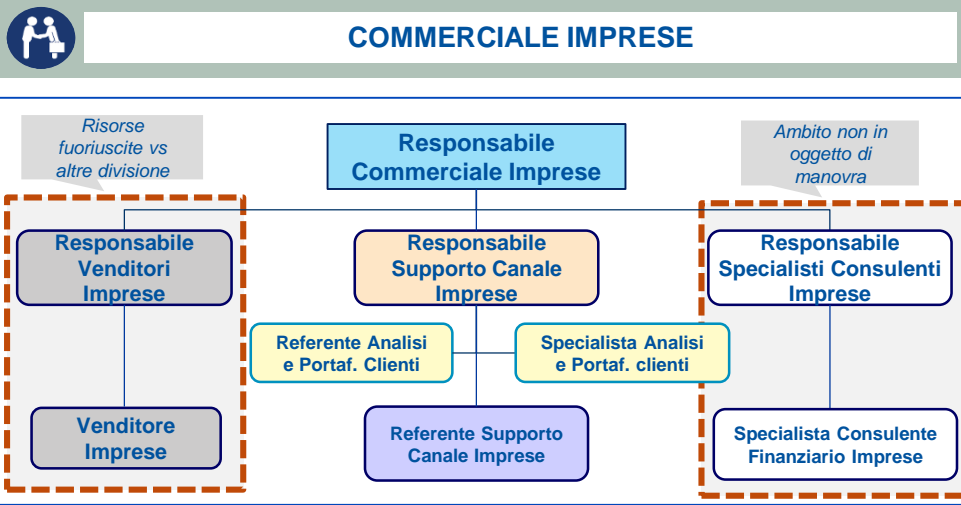 COMMERCIALE IMPRESE
Risorse
fuoriuscite vs
altre divisione
Responsabile
Commerciale Imprese
Ambito non in
oggetto di
manovra
Responsabile
Venditori
Imprese
Responsabile
Supporto Canale
Imprese
Responsabile
Specialisti Consulenti
Imprese
Referente Analisi
e Portaf. Clienti
Specialista Analisi
e Portaf. clienti
Venditore
Imprese
Referente Supporto
Canale Imprese
Specialista Consulente
Finanziario Imprese